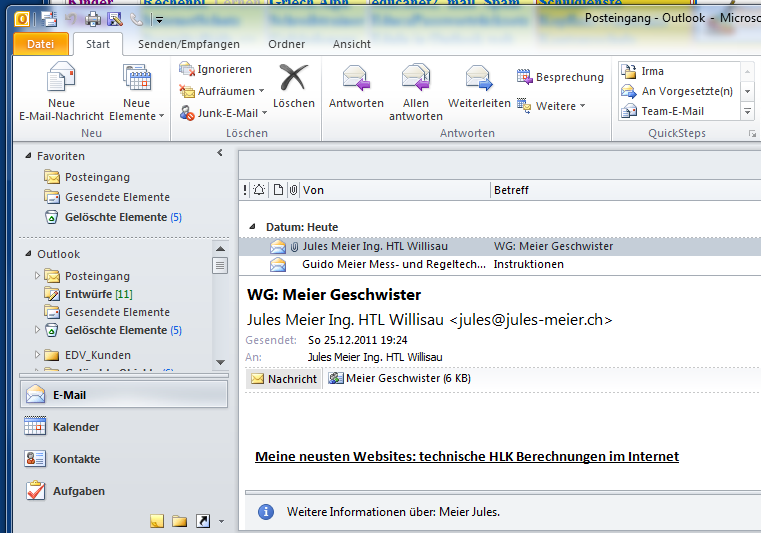 Posteingang - Outlook - Micros
Datei Start Senden/Empfangen Ordner Ansicht
Neue E-Mail-Nachricht
Neue Elemente
Neu
Ignorieren
Aufräumen
Junk-E-Mail
Löschen
Löschen
Antworten
Allen antworten
Weiterleiten
Besprechung
Weitere
Antworten
Irma
An Vorgesetzte(n)
Team-E-Mail
QuickSteps
Favoriten
Posteingang
Gesendete Elemente
Gelöschte Elemente (5)
Outlook
Posteingang
Entwürfe [11]
Gesendete Elemente
Gelöschte Elemente (5)
EDV_Kunden
E-Mail
Kalender
Kontakte
Aufgaben
! Von Betreff
Datum: Heute
Jules Meier Ing. HTL Willisau WG: Meier Geschwister
Guido Meier Mess- und Regeltech... Instruktionen
WG: Meier Geschwister
Jules Meier Ing. HTL Willisau <jules@jules-meier.ch>
Gesendet: So 25.12.2011 19:24
An: Jules Meier Ing. HTL Willisau
Nachricht Meier Geschwister (6 KB)
Meine neusten Websites: technische HLK Berechnungen im Internet
Weitere Informationen über: Meier Jules.